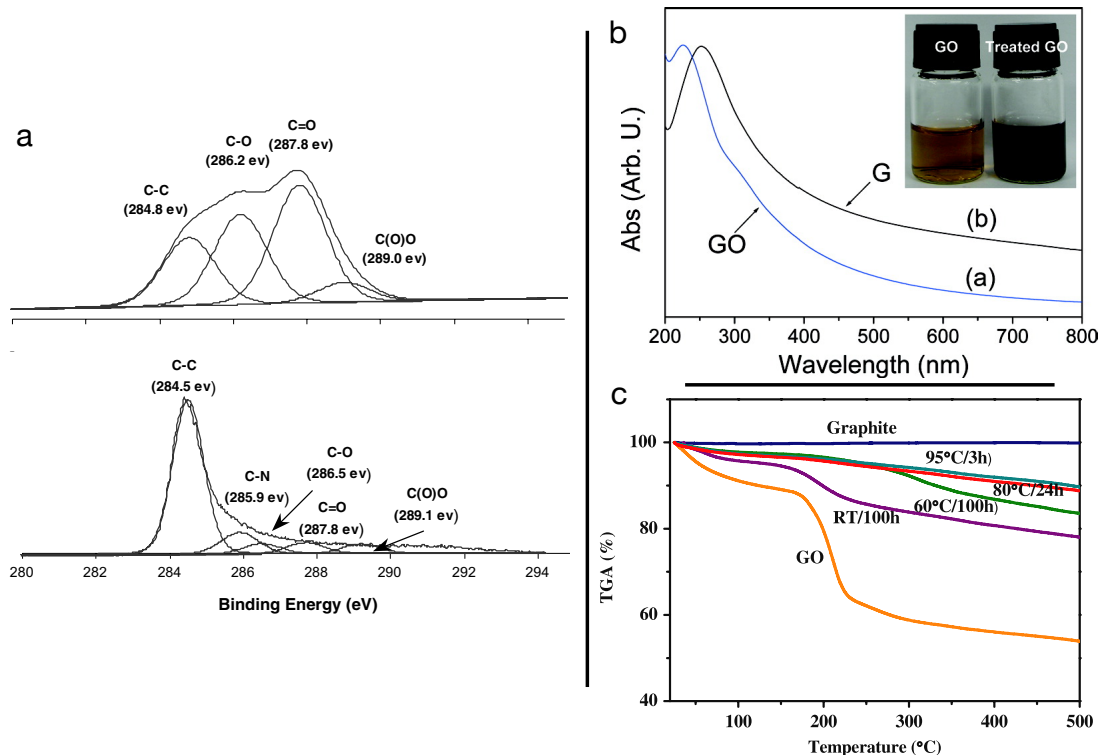 a
C-C
(284.8 ev)
C-O
(286.2 ev)
C=O
(287.8 ev)
C(O)O
(289.0 ev)
C-C
(284.5 ev)
C-N
(285.9 ev)
C-O
(286.5 ev)
C=O
(287.8 ev)
C(O)O
(289.1 ev)
280 282 284 286 288 290 292 294
Binding Energy (eV)
b
GO Treated GO
G
GO
(b)
(a)
Abs (Arb. U.)
200 300 400 500 600 700 800
Wavelength (nm)
c
Graphite
95°C/3h)
80°C/24h
60°C/100h)
RT/100h
GO
TGA (%)
100
80
60
40
100 200 300 400 500
Temperature (°C)